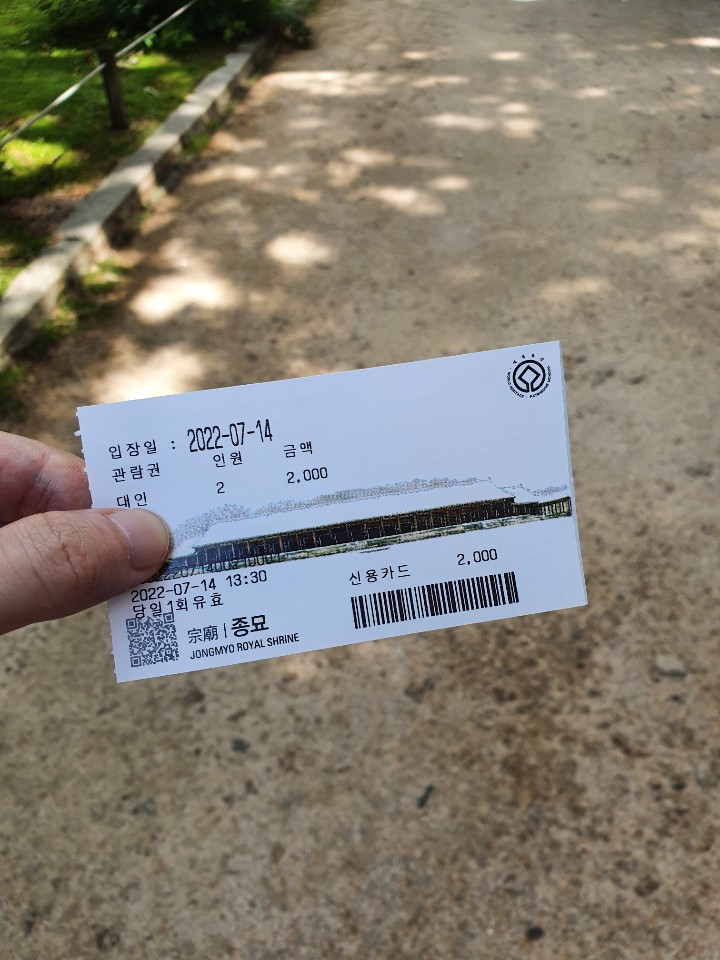 입장일 : 2022-07-14
관람권 인원 금액
대인 2 2,000
2022-07-14 13:30
당일1회유효
신용카드 2,000
宗廟 | 종묘
JONGMYO ROYAL SHRINE